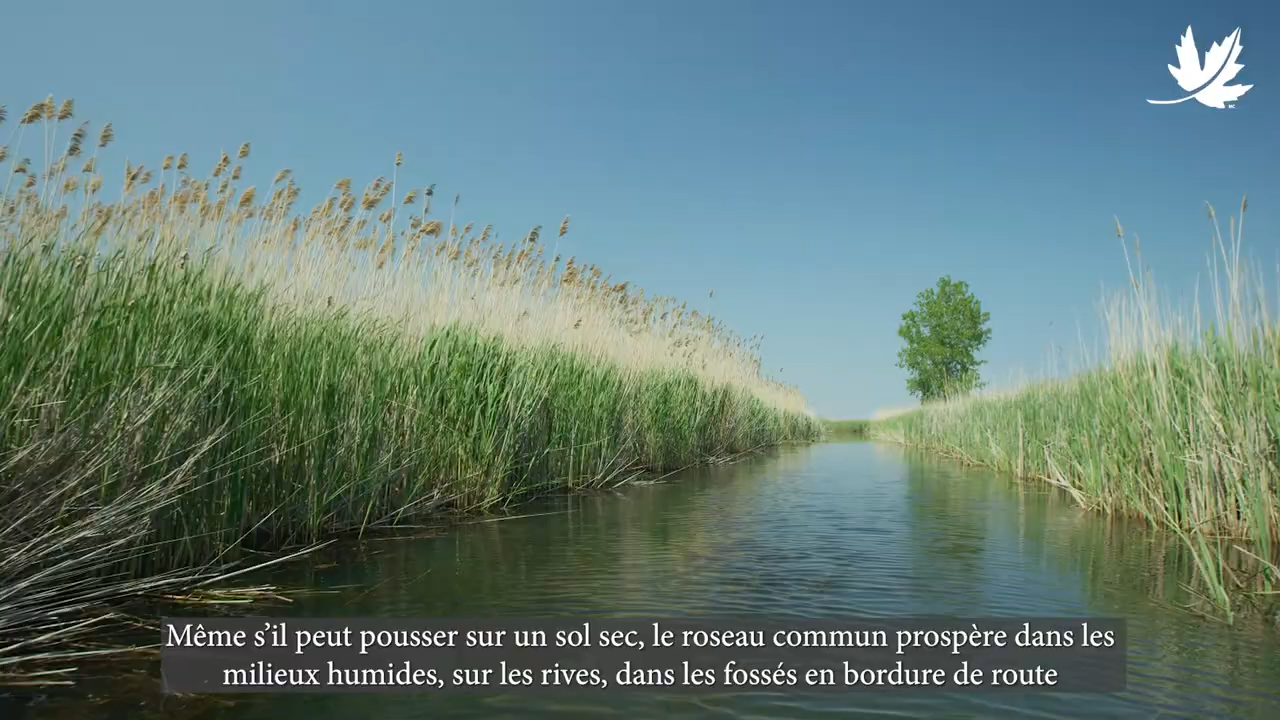 Même s’il peut pousser sur un sol sec, le roseau commun prospère dans les
milieux humides, sur les rives, dans les fossés en bordure de route